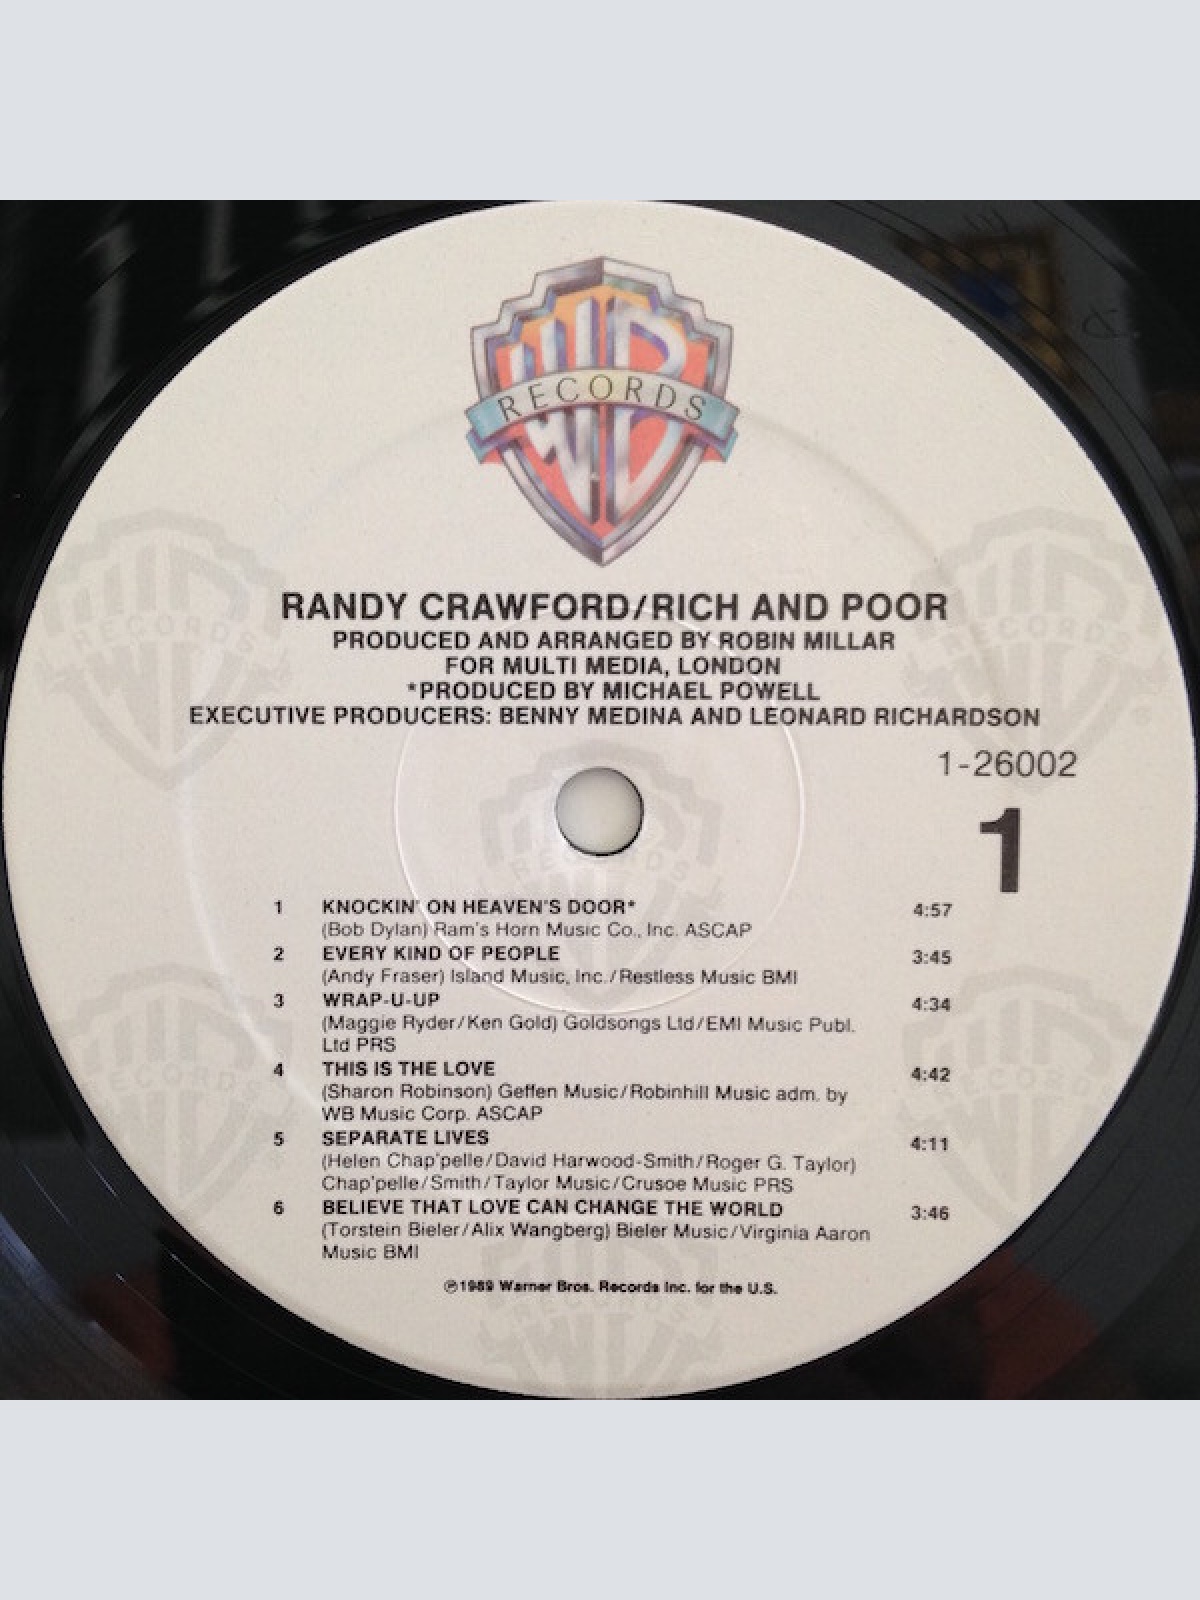 RECORDS
RANDY CRAWFORD/RICH AND POOR
PRODUCED AND ARRANGED BY ROBIN MILLAR
FOR MULTI MEDIA, LONDON
*PRODUCED BY MICHAEL POWELL
EXECUTIVE PRODUCERS: BENNY MEDINA AND LEONARD RICHARDSON
1-26002
1
1 KNOCKIN' ON HEAVEN'S DOOR* 4:57
(Bob Dylan) Ram's Horn Music Co., Inc. ASCAP
2 EVERY KIND OF PEOPLE 3:45
(Andy Fraser) Island Music, Inc./Restless Music BMI
3 WRAP-U-UP 4:34
(Maggie Ryder/Ken Gold) Goldsongs Ltd/EMI Music Publ.
Ltd PRS
4 THIS IS THE LOVE 4:42
(Sharon Robinson) Geffen Music/Robinhill Music adm. by
WB Music Corp. ASCAP
5 SEPARATE LIVES 4:11
(Helen Chap'pelle/David Harwood-Smith/Roger G. Taylor)
Chap'pelle/Smith/Taylor Music/Crusoe Music PRS
6 BELIEVE THAT LOVE CAN CHANGE THE WORLD 3:46
(Torstein Bieler/Alix Wangberg) Bieler Music/Virginia Aaron
Music BMI
℗1989 Warner Bros. Records Inc. for the U.S.